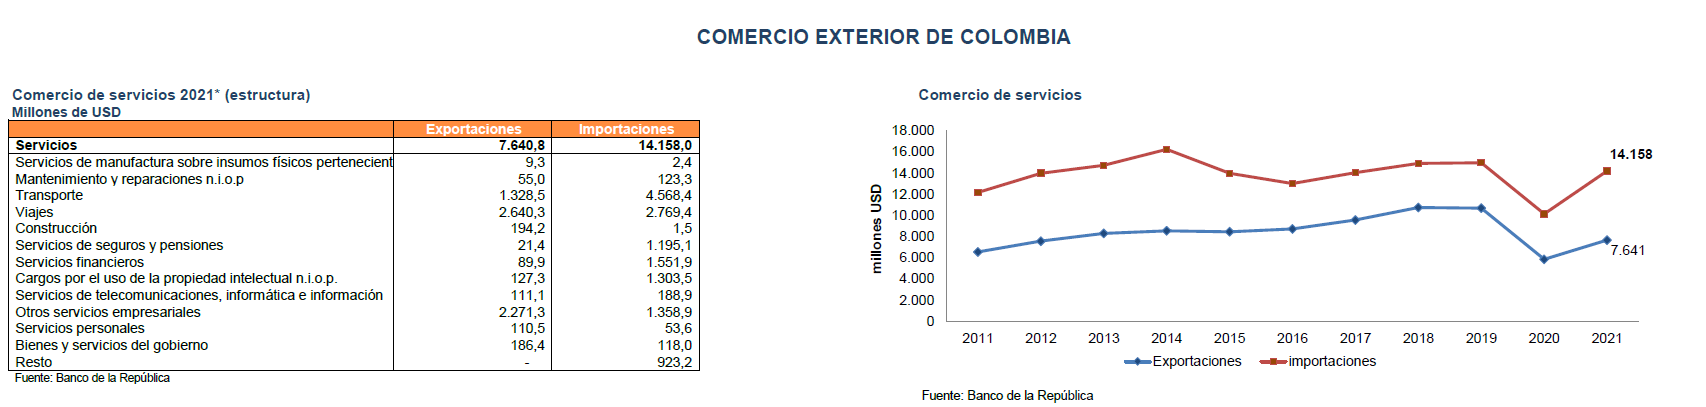 COMERCIO EXTERIOR DE COLOMBIA
Comercio de servicios 2021* (estructura)
Millones de USD
Exportaciones Importaciones
Servicios 7.640,8 14.158,0
Servicios de manufactura sobre insumos físicos pertenecient 9,3 2,4
Mantenimiento y reparaciones n.i.o.p 55,0 123,3
Transporte 1.328,5 4.568,4
Viajes 2.640,3 2.769,4
Construcción 194,2 1,5
Servicios de seguros y pensiones 21,4 1.195,1
Servicios financieros 89,9 1.551,9
Cargos por el uso de la propiedad intelectual n.i.o.p. 127,3 1.303,5
Servicios de telecomunicaciones, informática e información 111,1 188,9
Otros servicios empresariales 2.271,3 1.358,9
Servicios personales 110,5 53,6
Bienes y servicios del gobierno 186,4 118,0
Resto - 923,2
Fuente: Banco de la República
Comercio de servicios
millones USD
18.000
16.000
14.000
12.000
10.000
8.000
6.000
4.000
2.000
0
14.158
7.641
2011 2012 2013 2014 2015 2016 2017 2018 2019 2020 2021
Exportaciones importaciones
Fuente: Banco de la República